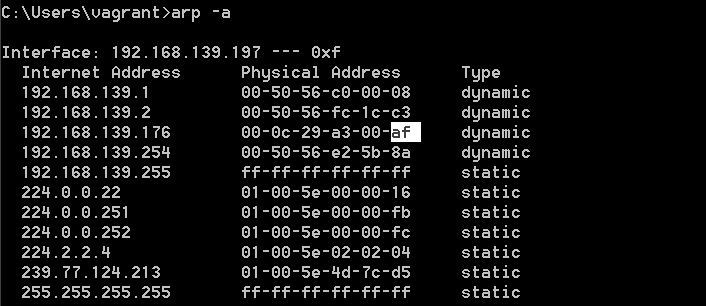 C:\Users\vagrant>arp -a
Interface: 192.168.139.197 --- 0xf
Internet Address Physical Address Type
192.168.139.1 00-50-56-c0-00-08 dynamic
192.168.139.2 00-50-56-fc-1c-c3 dynamic
192.168.139.176 00-0c-29-a3-00-af dynamic
192.168.139.254 00-50-56-e2-5b-8a dynamic
192.168.139.255 ff-ff-ff-ff-ff-ff static
224.0.0.22 01-00-5e-00-00-16 static
224.0.0.251 01-00-5e-00-00-fb static
224.0.0.252 01-00-5e-00-00-fc static
224.2.2.4 01-00-5e-02-02-04 static
239.77.124.213 01-00-5e-4d-7c-d5 static
255.255.255.255 ff-ff-ff-ff-ff-ff static